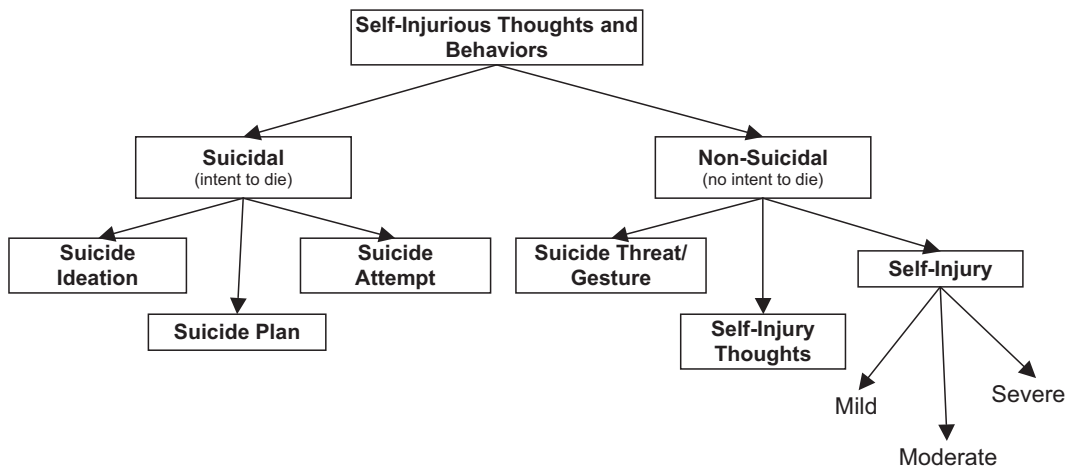 Self-Injurious Thoughts and
Behaviors
Suicidal
(intent to die)
Non-Suicidal
(no intent to die)
Suicide
Ideation
Suicide
Attempt
Suicide Plan
Suicide Threat/
Gesture
Self-Injury
Self-Injury
Thoughts
Mild
Moderate
Severe